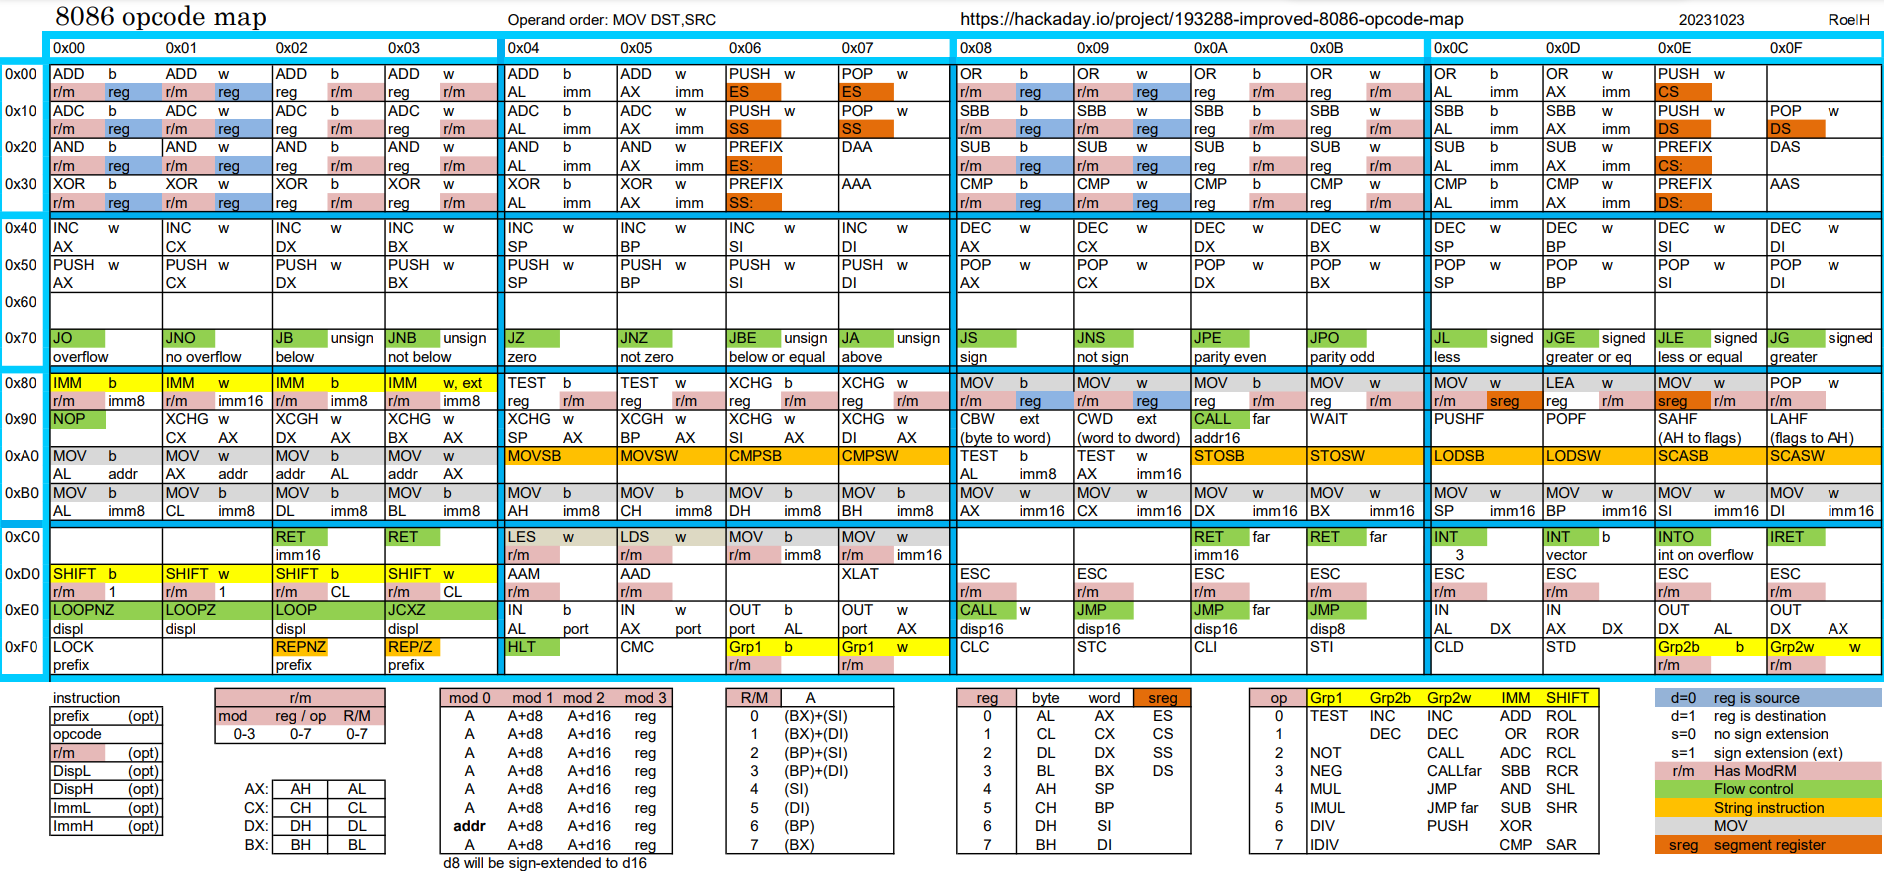 8086 opcode map Operand order: MOV DST,SRC https://hackaday.io/project/193288-improved-8086-opcode-map 20231023 RoelH
0x00 0x01 0x02 0x03 0x04 0x05 0x06 0x07 0x08 0x09 0x0A 0x0B 0x0C 0x0D 0x0E 0x0F
0x00 ADD b ADD w ADD b ADD w ADD b ADD w PUSH w POP w OR b OR w OR b OR w OR b OR w PUSH w
r/m reg r/m reg reg r/m reg r/m AL imm AX imm ES ES r/m reg r/m reg reg r/m reg r/m AL imm AX imm CS
0x10 ADC b ADC w ADC b ADC w ADC b ADC w PUSH w POP w SBB b SBB w SBB b SBB w SBB b SBB w PUSH w POP w
r/m reg r/m reg reg r/m reg r/m AL imm AX imm SS SS r/m reg r/m reg reg r/m reg r/m AL imm AX imm DS DS
0x20 AND b AND w AND b AND w AND b AND w PREFIX DAA SUB b SUB w SUB b SUB w SUB b SUB w PREFIX DAS
r/m reg r/m reg reg r/m reg r/m AL imm AX imm ES: r/m reg r/m reg reg r/m reg r/m AL imm AX imm CS:
0x30 XOR b XOR w XOR b XOR w XOR b XOR w PREFIX AAA CMP b CMP w CMP b CMP w CMP b CMP w PREFIX AAS
r/m reg r/m reg reg r/m reg r/m AL imm AX imm SS: r/m reg r/m reg reg r/m reg r/m AL imm AX imm DS:
0x40 INC w INC w INC w INC w INC w INC w INC w INC w DEC w DEC w DEC w DEC w DEC w DEC w DEC w DEC w
AX CX DX BX SP BP SI DI AX CX DX BX SP BP SI DI
0x50 PUSH w PUSH w PUSH w PUSH w PUSH w PUSH w PUSH w PUSH w POP w POP w POP w POP w POP w POP w POP w POP w
AX CX DX BX SP BP SI DI AX CX DX BX SP BP SI DI
0x60
0x70 JO JNO JB unsign JNB unsign JZ JNZ JBE unsign JA unsign JS JNS JPE JPO JL signed JGE signed JLE signed JG signed
overflow no overflow below not below zero not zero below or equal above sign not sign parity even parity odd less greater or eq less or equal greater
0x80 IMM b IMM w IMM b IMM w, ext TEST b TEST w XCHG b XCHG w MOV b MOV w MOV b MOV w MOV w LEA w MOV w POP w
r/m imm8 r/m imm16 r/m imm8 r/m imm8 reg r/m reg r/m reg r/m reg r/m r/m reg r/m reg reg r/m reg r/m r/m sreg reg r/m sreg r/m r/m
0x90 NOP XCHG w XCGH w XCHG w XCHG w XCGH w XCHG w XCHG w CBW ext CWD ext CALL far WAIT PUSHF POPF SAHF LAHF
CX AX DX AX BX AX SP AX BP AX SI AX DI AX (byte to word) (word to dword) addr16 (AH to flags) (flags to AH)
0xA0 MOV b MOV w MOV b MOV w MOVSB MOVSW CMPSB CMPSW TEST b TEST w STOSB STOSW LODSB LODSW SCASB SCASW
AL addr AX addr addr AL addr AX AL imm8 AX imm16
0xB0 MOV b MOV b MOV b MOV b MOV b MOV b MOV b MOV b MOV w MOV w MOV w MOV w MOV w MOV w MOV w MOV w
AL imm8 CL imm8 DL imm8 BL imm8 AH imm8 CH imm8 DH imm8 BH imm8 AX imm16 CX imm16 DX imm16 BX imm16 SP imm16 BP imm16 SI imm16 DI imm16
0xC0 RET RET LES w LDS w MOV b MOV w RET far RET far INT INT b INTO IRET
imm16 r/m r/m r/m imm8 r/m imm16 imm16 3 vector int on overflow
0xD0 SHIFT b SHIFT w SHIFT b SHIFT w AAM AAD XLAT ESC ESC ESC ESC ESC ESC ESC ESC
r/m 1 r/m 1 r/m CL r/m CL r/m r/m r/m r/m r/m r/m r/m r/m
0xE0 LOOPNZ LOOPZ LOOP JCXZ IN b IN w OUT b OUT w CALL w JMP JMP far JMP IN IN OUT OUT
displ displ displ displ AL port AX port port AL port AX disp16 disp16 disp16 disp8 AL DX AX DX DX AL DX AX
0xF0 LOCK REPNZ REP/Z HLT CMC Grp1 b Grp1 w CLC STC CLI STI CLD STD Grp2b b Grp2w w
prefix prefix prefix r/m r/m r/m r/m
instruction r/m mod 0 mod 1 mod 2 mod 3 R/M A reg byte word sreg op Grp1 Grp2b Grp2w IMM SHIFT d=0 reg is source
prefix (opt) mod reg / op R/M A A+d8 A+d16 reg 0 (BX)+(SI) 0 AL AX ES 0 TEST INC INC ADD ROL d=1 reg is destination
opcode 0-3 0-7 0-7 A A+d8 A+d16 reg 1 (BX)+(DI) 1 CL CX CS 1 DEC DEC OR ROR s=0 no sign extension
r/m (opt) A A+d8 A+d16 reg 2 (BP)+(SI) 2 DL DX SS 2 NOT CALL ADC RCL s=1 sign extension (ext)
DispL (opt) A A+d8 A+d16 reg 3 (BP)+(DI) 3 BL BX DS 3 NEG CALLfar SBB RCR r/m Has ModRM
DispH (opt) AX: AH AL A A+d8 A+d16 reg 4 (SI) 4 AH SP 4 MUL JMP AND SHL Flow control
ImmL (opt) CX: CH CL A A+d8 A+d16 reg 5 (DI) 5 CH BP 5 IMUL JMP far SUB SHR String instruction
ImmH (opt) DX: DH DL addr A+d8 A+d16 reg 6 (BP) 6 DH SI 6 DIV PUSH XOR MOV
BX: BH BL A A+d8 A+d16 reg 7 (BX) 7 BH DI 7 IDIV CMP SAR sreg segment register
d8 will be sign-extended to d16